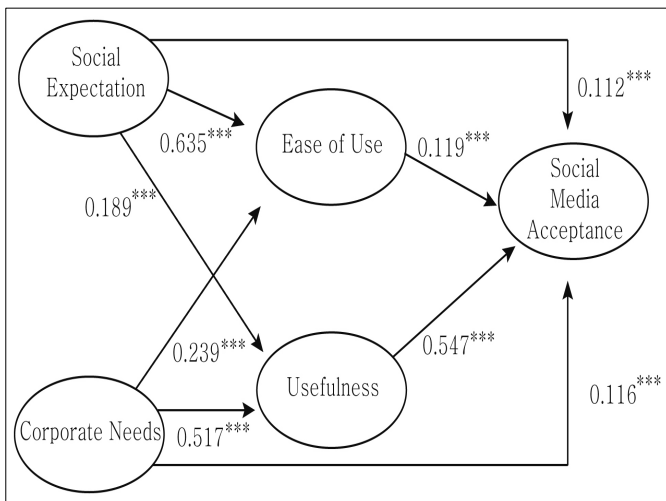 Social
Expectation
0.112***
0.635***
Ease of Use
0.119***
Social
Media
Acceptance
0.189***
0.239***
Usefulness
0.547***
0.116***
Corporate Needs
0.517***